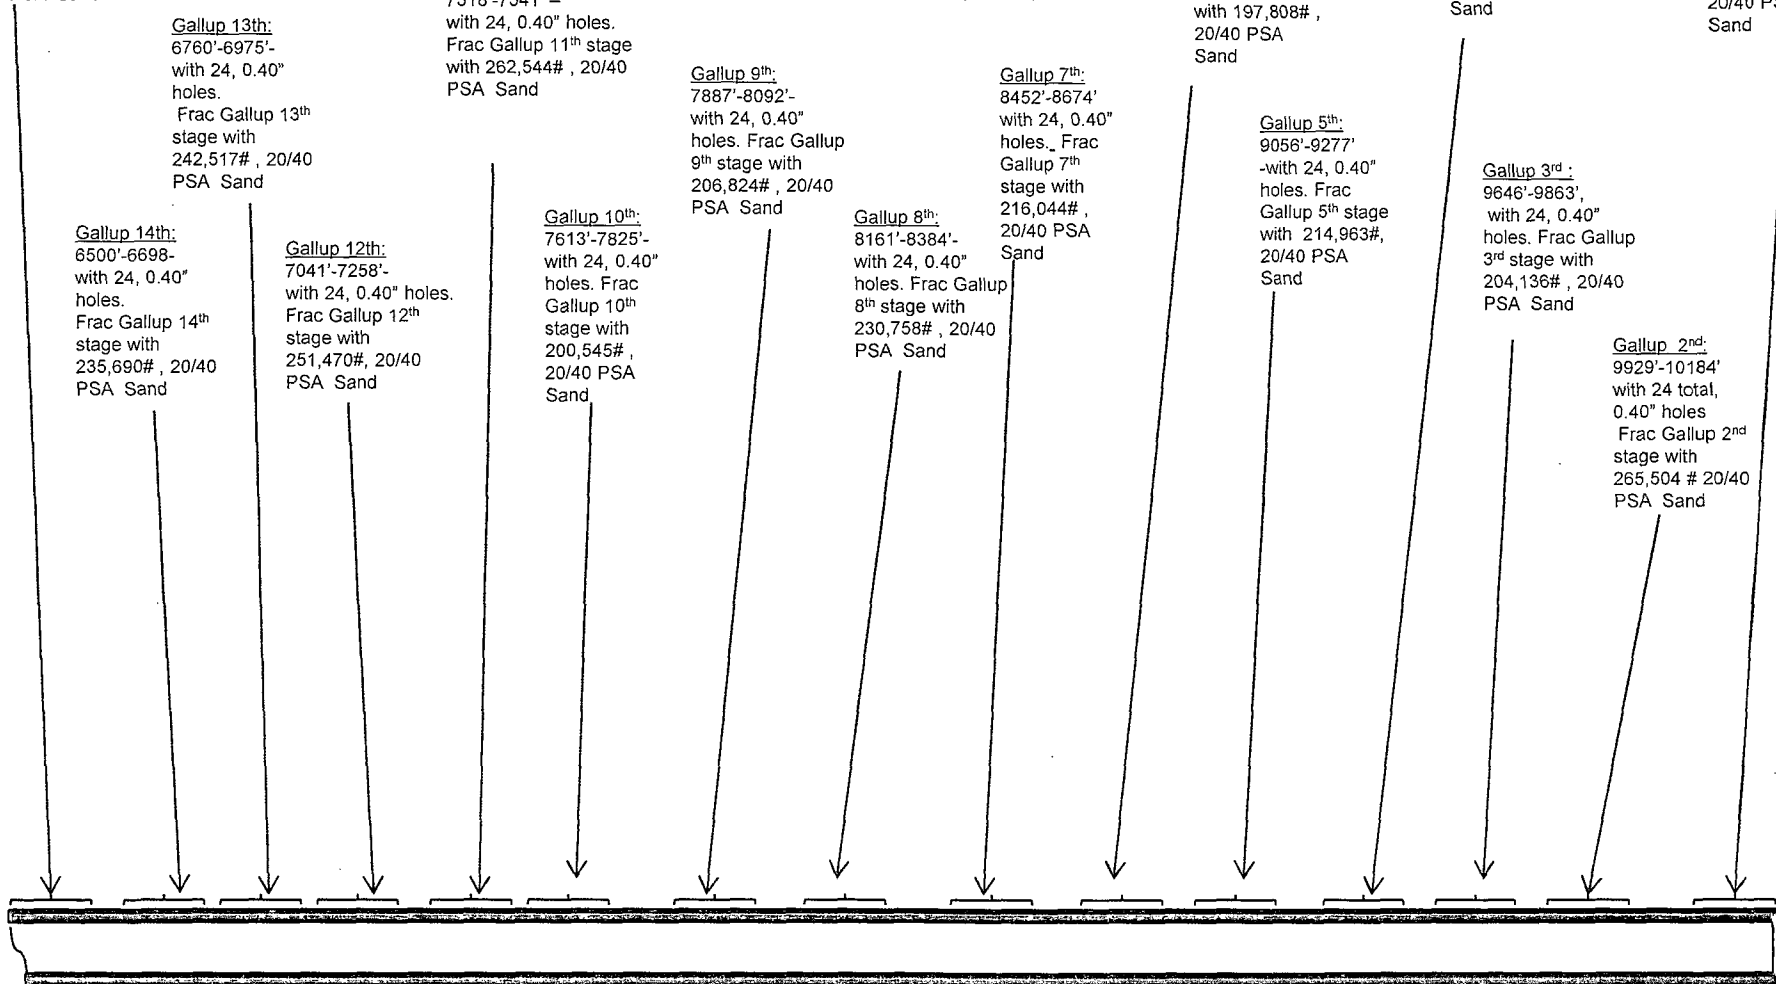 Gallup 13th:
6760'-6975'-
with 24, 0.40"
holes.
Frac Gallup 13th
stage with
242,517# , 20/40
PSA Sand
with 24, 0.40" holes.
Frac Gallup 11th stage
with 262,544# , 20/40
PSA Sand
with 197,808# ,
20/40 PSA
Sand
Sand
Sand
Gallup 9th:
7887'-8092'-
with 24, 0.40"
holes. Frac Gallup
9th stage with
206,824# , 20/40
PSA Sand
Gallup 7th:
8452'-8674'
with 24, 0.40"
holes. Frac
Gallup 7th
stage with
216,044# ,
20/40 PSA
Sand
Gallup 5th:
9056'-9277'
-with 24, 0.40"
holes. Frac
Gallup 5th stage
with 214,963#,
20/40 PSA
Sand
Gallup 3rd :
9646'-9863',
with 24, 0.40"
holes. Frac Gallup
3rd stage with
204,136# , 20/40
PSA Sand
Gallup 14th:
6500'-6698-
with 24, 0.40"
holes.
Frac Gallup 14th
stage with
235,690# , 20/40
PSA Sand
Gallup 12th:
7041'-7258'-
with 24, 0.40" holes.
Frac Gallup 12th
stage with
251,470#, 20/40
PSA Sand
Gallup 10th:
7613'-7825'-
with 24, 0.40"
holes. Frac
Gallup 10th
stage with
200,545# ,
20/40 PSA
Sand
Gallup 8th:
8161'-8384'-
with 24, 0.40"
holes. Frac Gallup
8th stage with
230,758# , 20/40
PSA Sand
Gallup 2nd:
9929'-10184'
with 24 total,
0.40" holes
Frac Gallup 2nd
stage with
265,504 # 20/40
PSA Sand